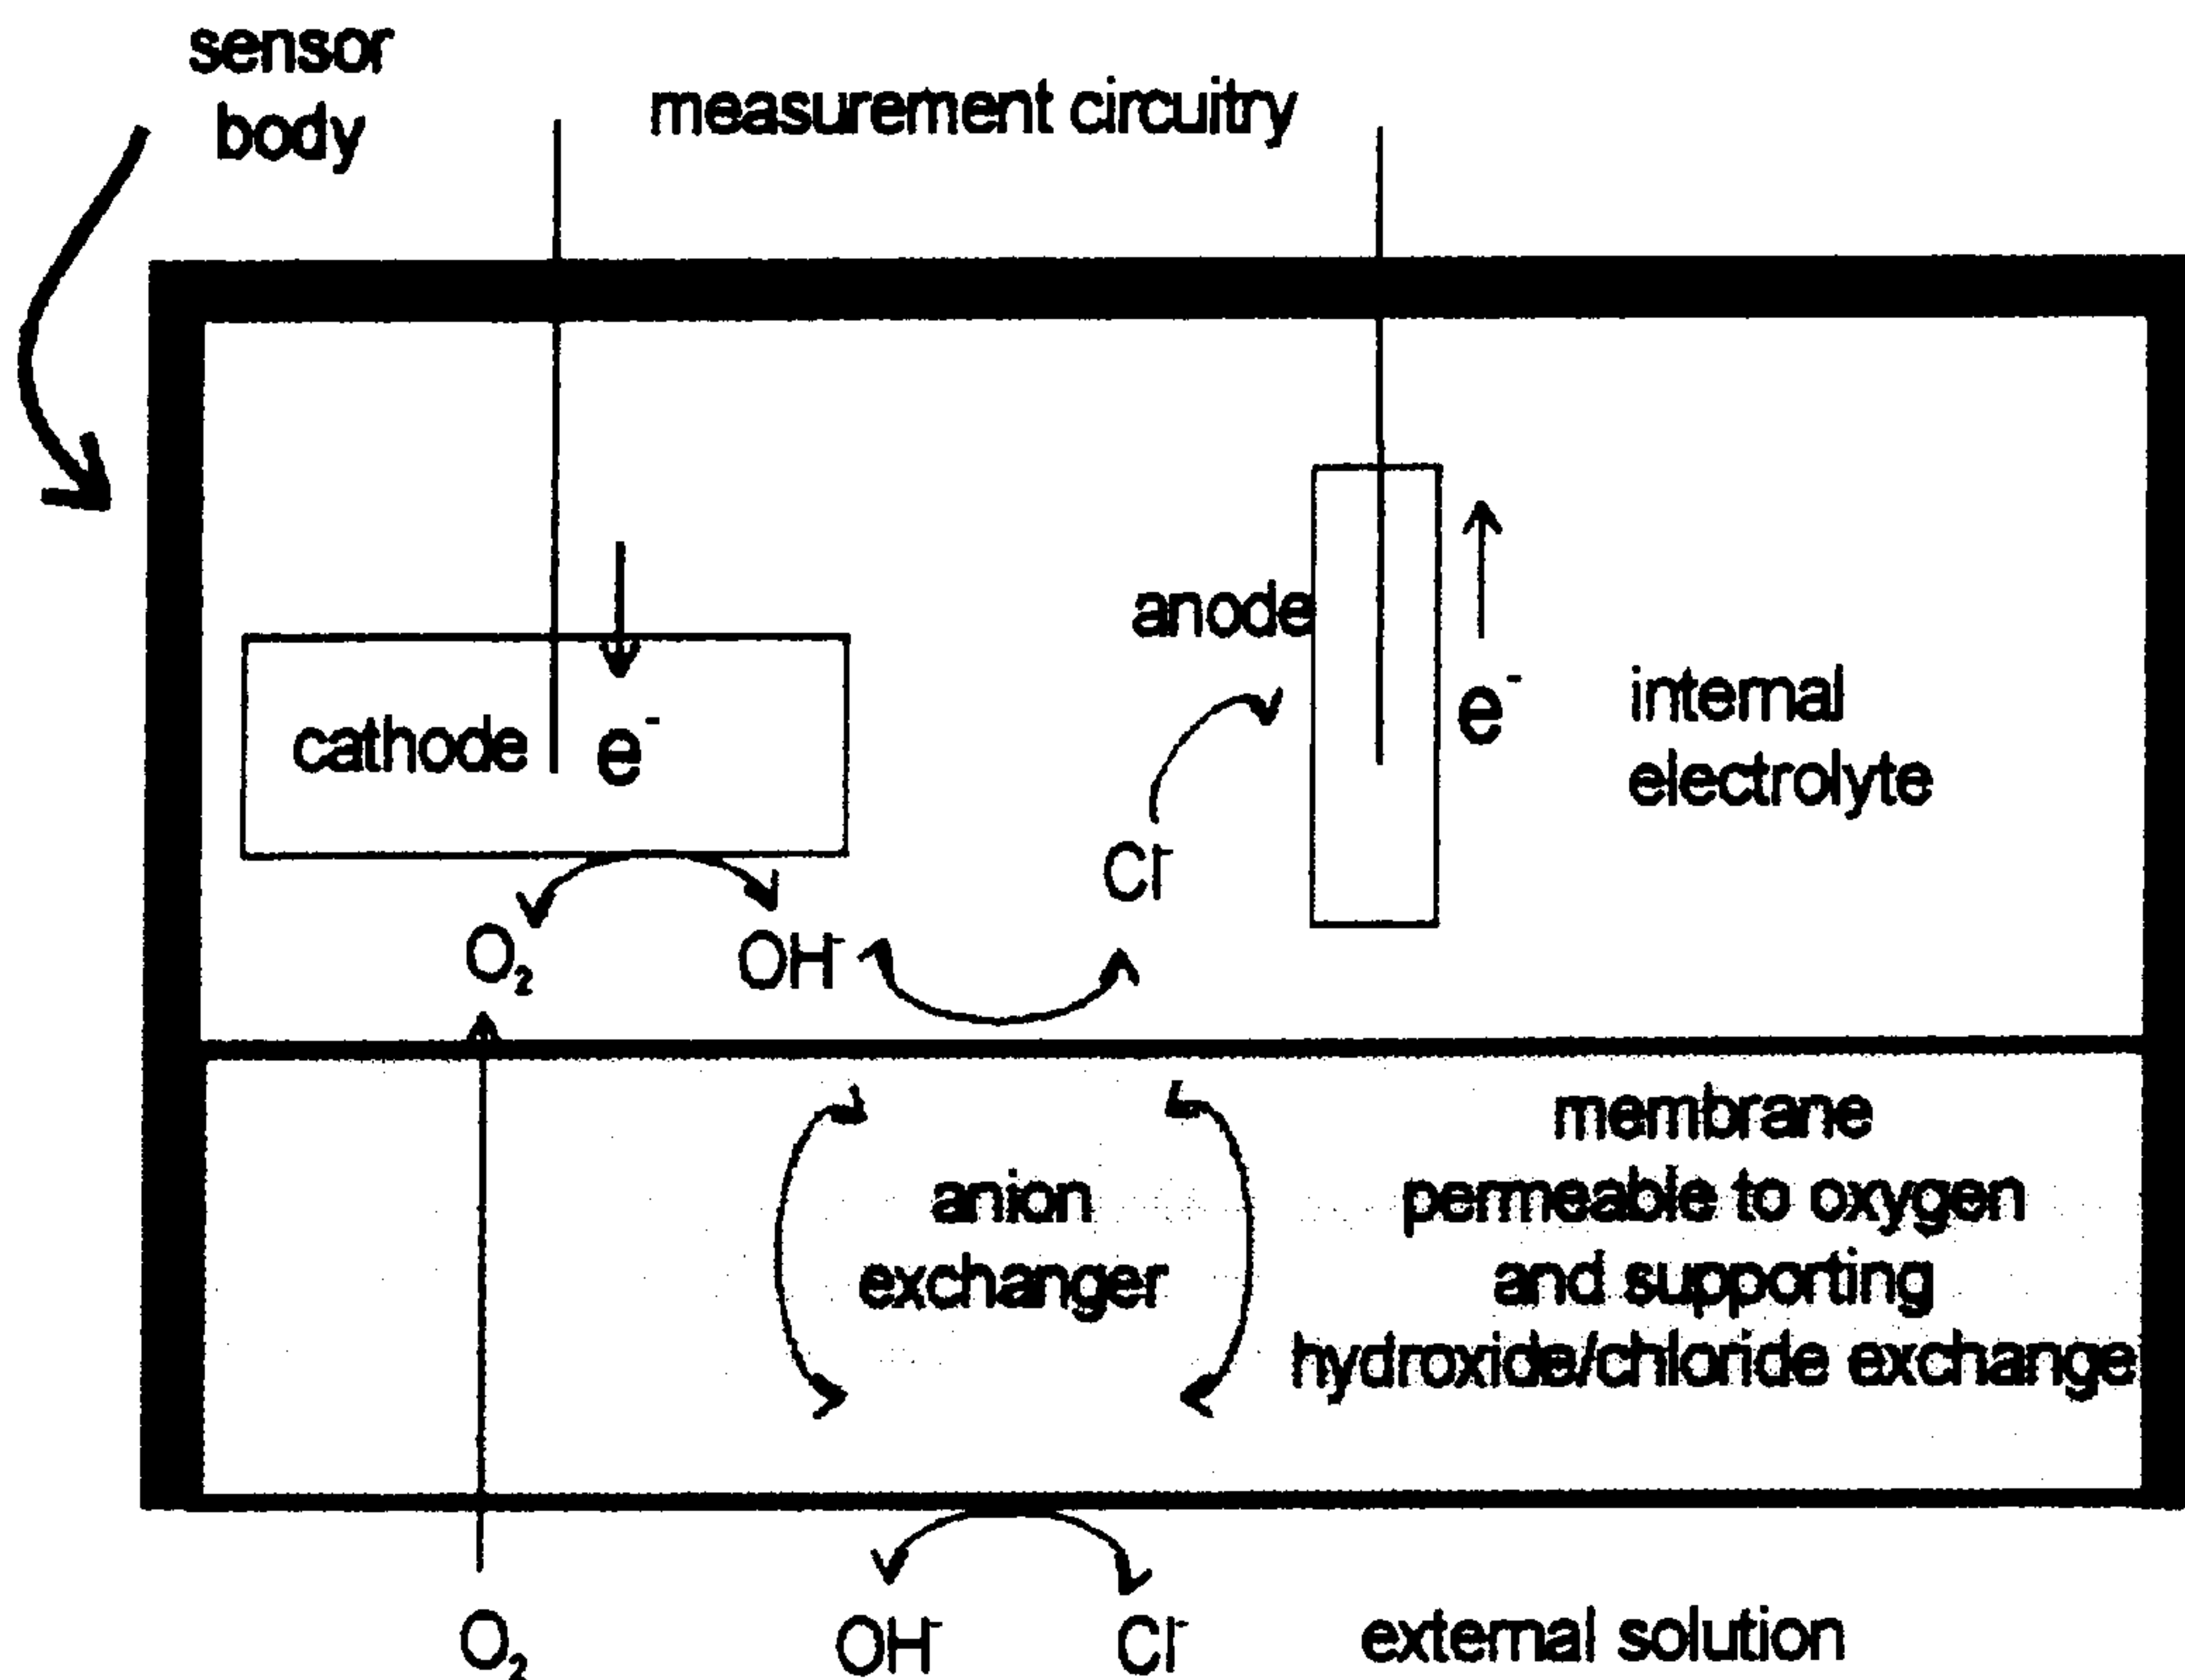 sensor
body
measurement circuitry
anode
cathode
e⁻
e⁻
internal
electrolyte
Cl⁻
O₂
OH⁻
membrane
permeable to oxygen
and supporting
hydroxide/chloride exchange
anion
exchanger
O₂
OH⁻
Cl⁻
external solution